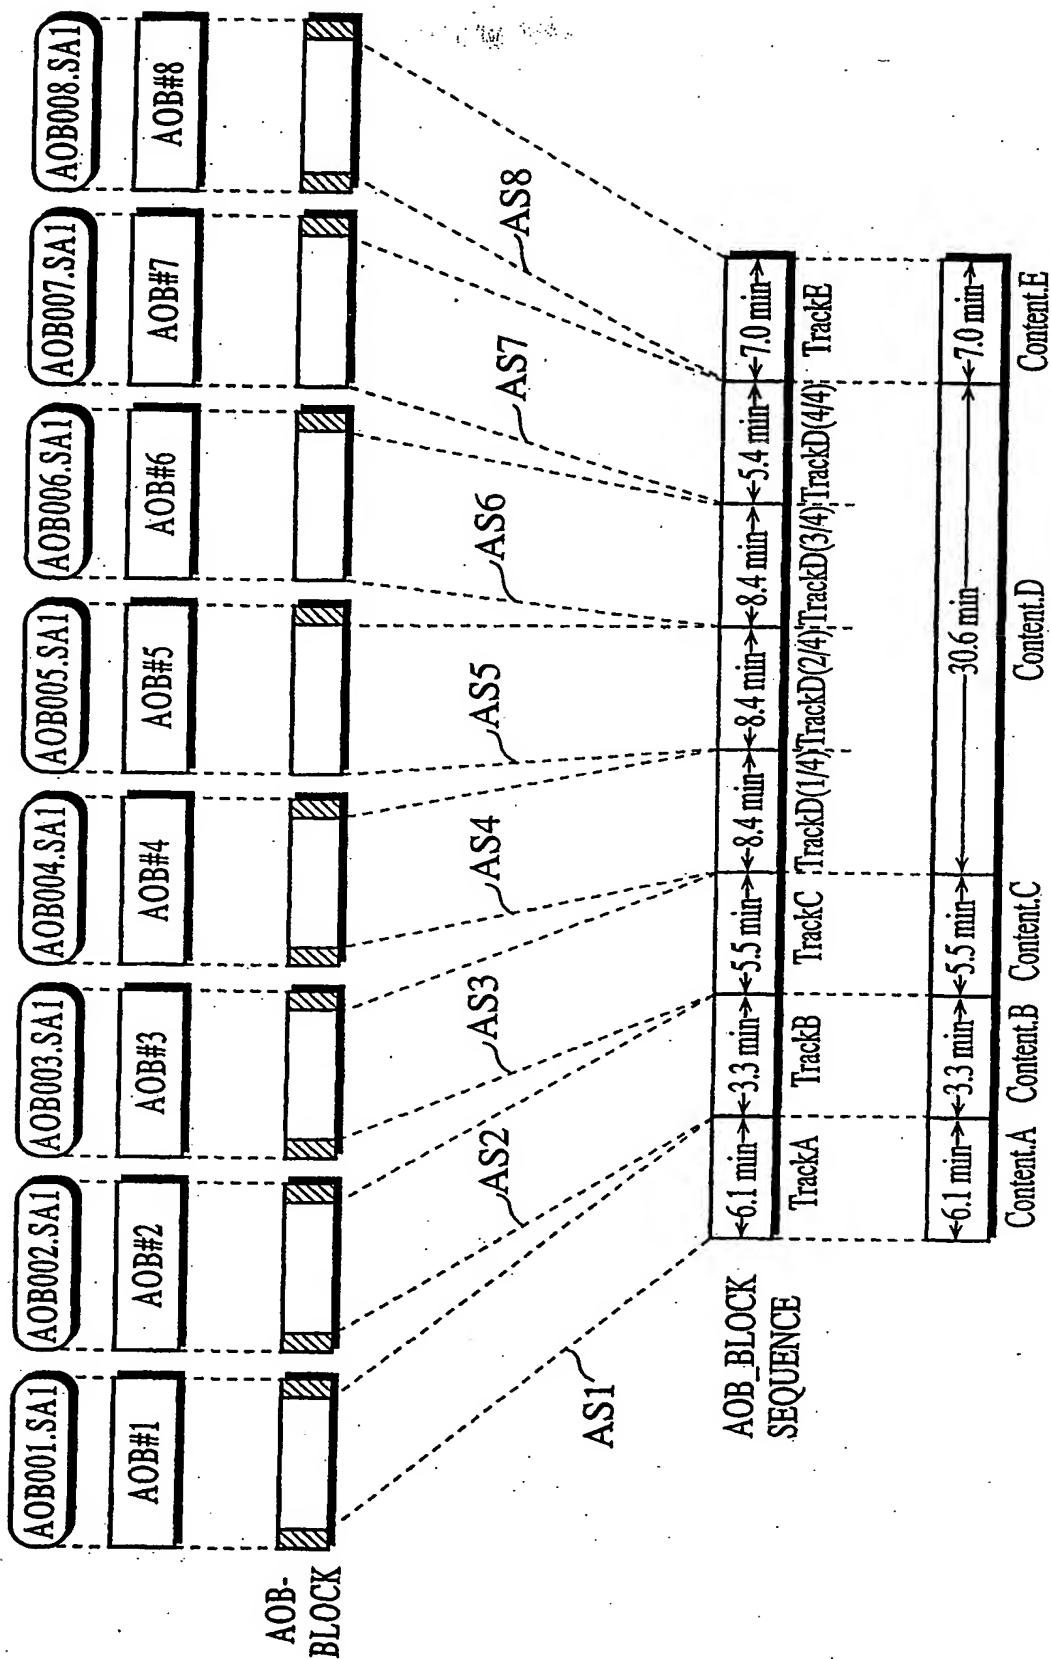 AOB001.SA1 AOB002.SA1 AOB003.SA1 AOB004.SA1 AOB005.SA1 AOB006.SA1 AOB007.SA1 AOB008.SA1
AOB#1 AOB#2 AOB#3 AOB#4 AOB#5 AOB#6 AOB#7 AOB#8
AOB-
BLOCK
AS1 AS2 AS3 AS4 AS5 AS6 AS7 AS8
AOB_BLOCK
SEQUENCE
6.1 min 3.3 min 5.5 min 8.4 min 8.4 min 8.4 min 5.4 min 7.0 min
TrackA TrackB TrackC TrackD(1/4) TrackD(2/4) TrackD(3/4) TrackD(4/4) TrackE
6.1 min 3.3 min 5.5 min 30.6 min 7.0 min
Content.A Content.B Content.C Content.D Content.E